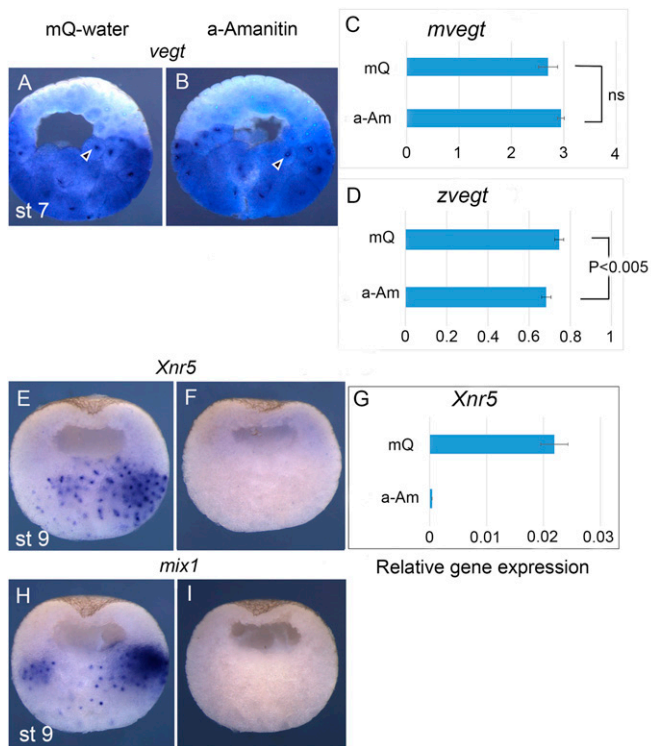 mQ-water
a-Amanitin
vegt
A
B
st 7
C
mvegt
mQ
a-Am
ns
0 1 2 3 4
D
zvegt
mQ
a-Am
P<0.005
0 0.2 0.4 0.6 0.8 1
Xnr5
E
F
st 9
G
Xnr5
mQ
a-Am
0 0.01 0.02 0.03
Relative gene expression
mix1
H
I
st 9